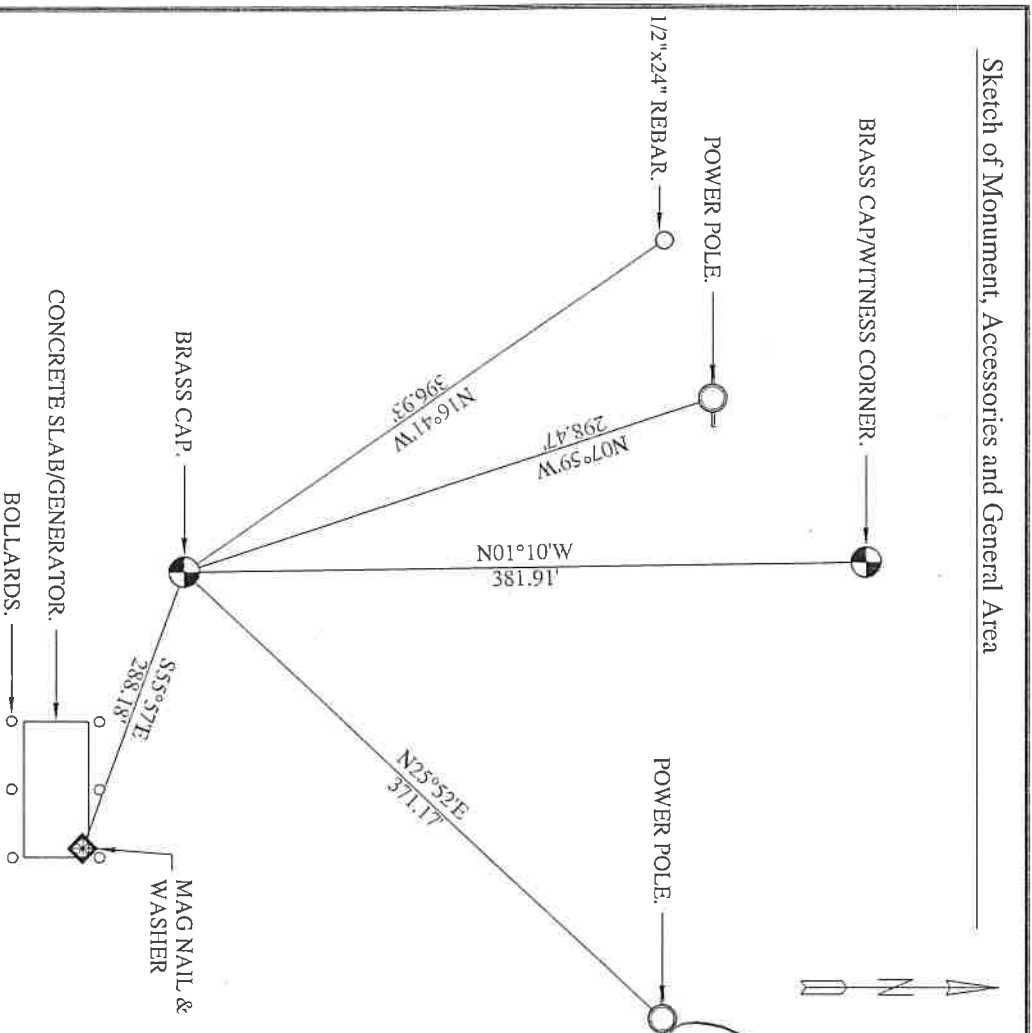 Sketch of Monument, Accessories and General Area
BRASS CAP/WITNESS CORNER.
POWER POLE.
1/2"x24" REBAR.
N
POWER POLE.
N16°41'W
396.93'
N07°59'W
298.47'
N01°10'W
381.91'
N25°52'E
371.17'
BRASS CAP.
S55°57'E
288.18'
CONCRETE SLAB/GENERATOR.
BOLLARDS.
MAG NAIL &
WASHER